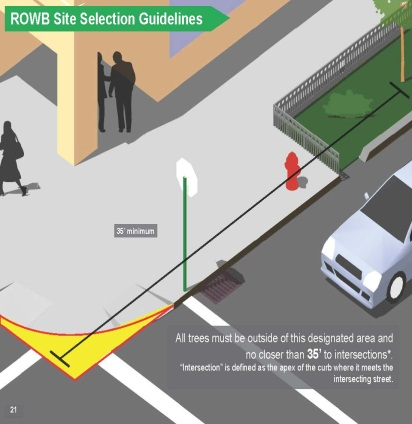 ROWB Site Selection Guidelines
35' minimum
All trees must be outside of this designated area and
no closer than 35' to intersections*.
*Intersection" is defined as the apex of the curb where it meets the
intersecting street.
21